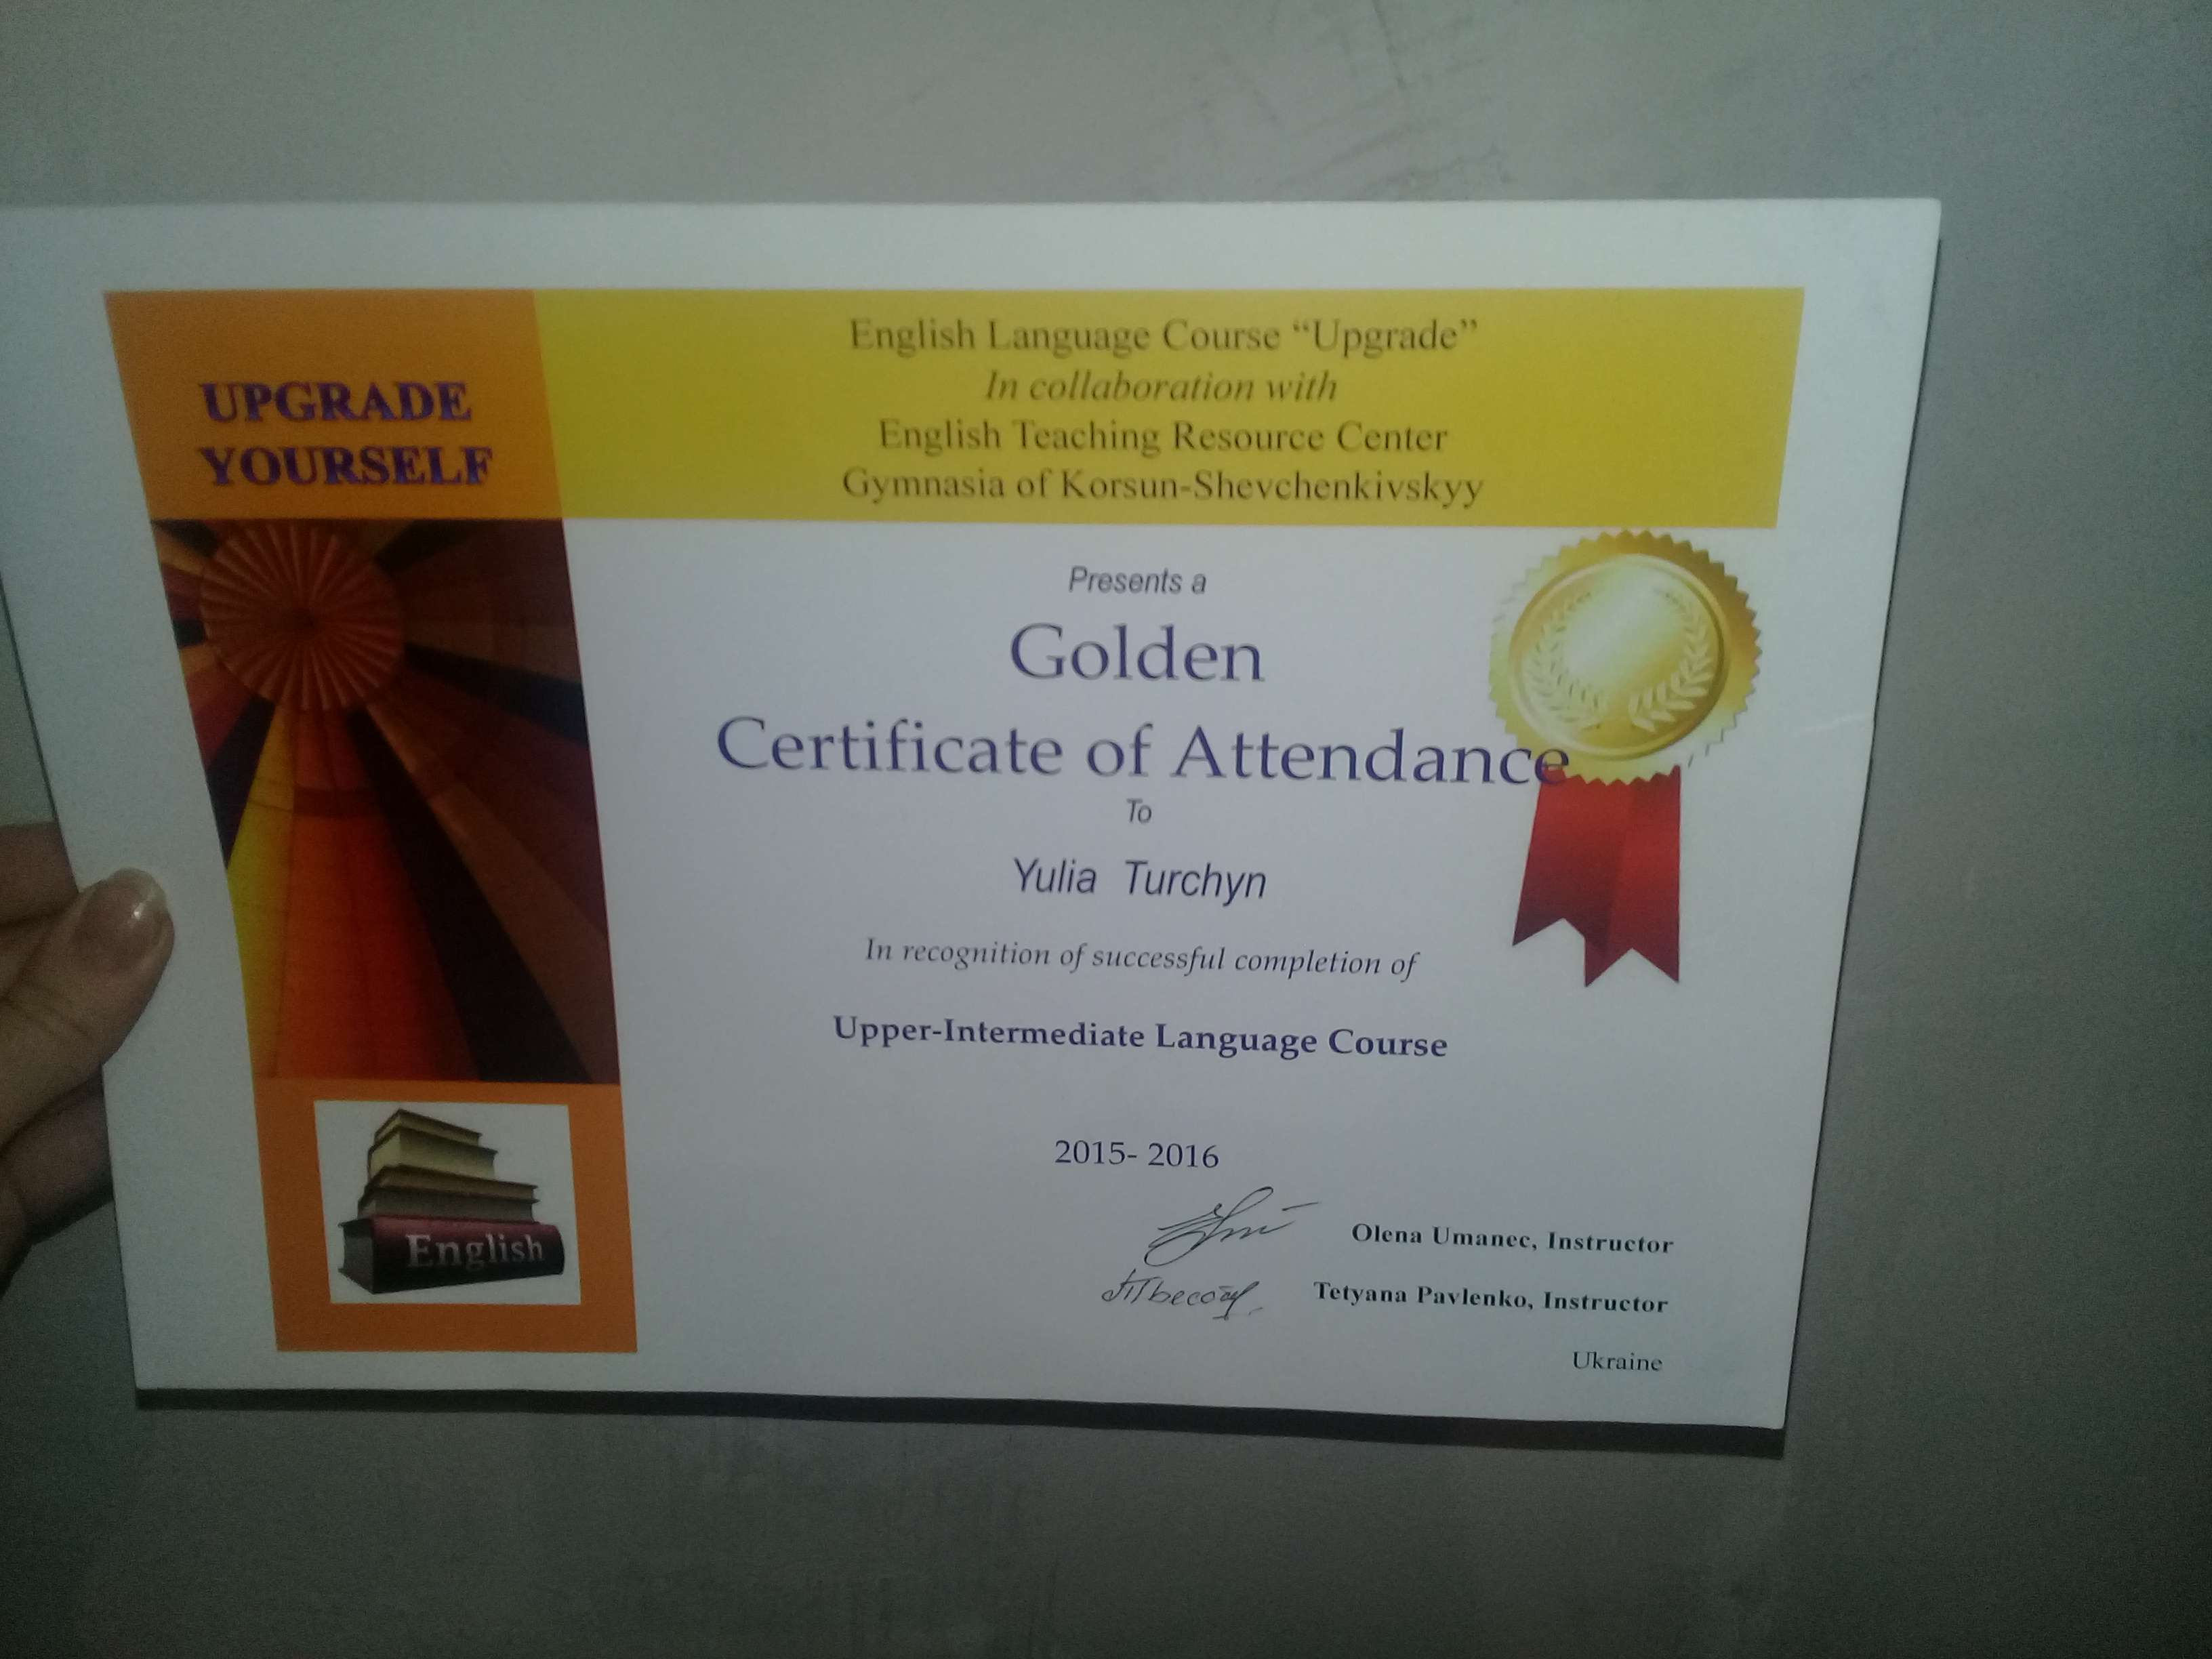 UPGRADE
YOURSELF
English Language Course “Upgrade”
In collaboration with
English Teaching Resource Center
Gymnasia of Korsun-Shevchenkivskyy
Presents a
Golden
Certificate of Attendance
To
Yulia Turchyn
In recognition of successful completion of
Upper-Intermediate Language Course
2015- 2016
Olena Umanec, Instructor
Tetyana Pavlenko, Instructor
Ukraine
English